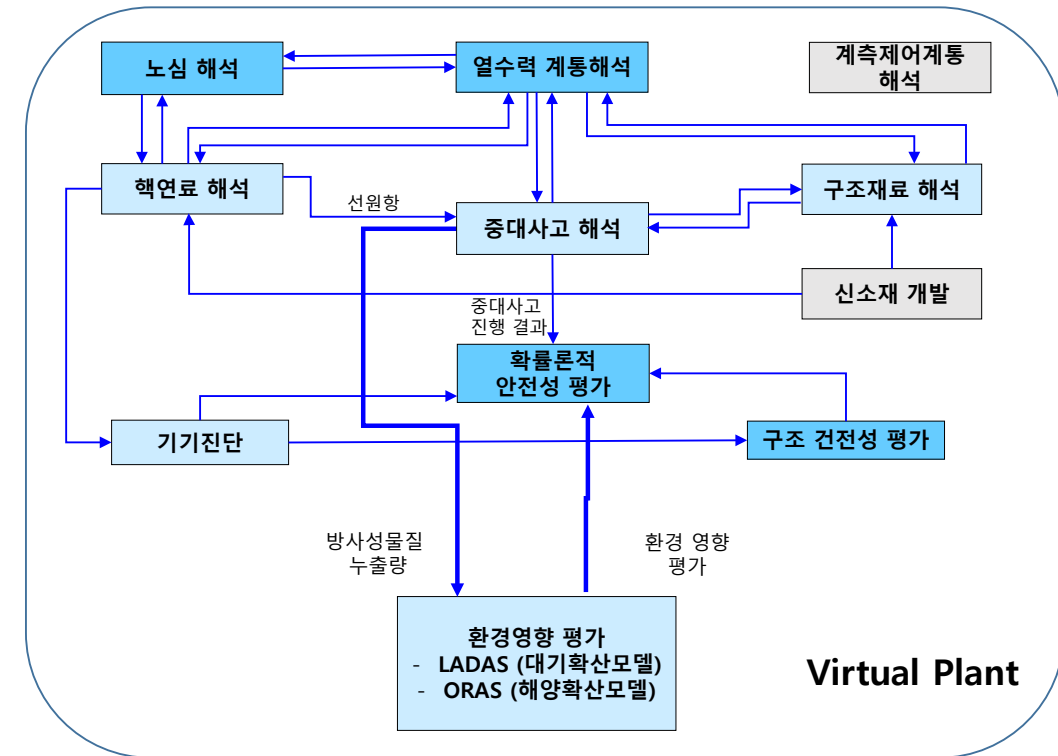 노심 해석
열수력 계통해석
계측제어계통
해석
핵연료 해석
선원항
중대사고 해석
구조재료 해석
신소재 개발
중대사고
진행 결과
확률론적
안전성 평가
기기진단
구조 건전성 평가
방사성물질
누출량
환경 영향
평가
환경영향 평가
- LADAS (대기확산모델)
- ORAS (해양확산모델)
Virtual Plant